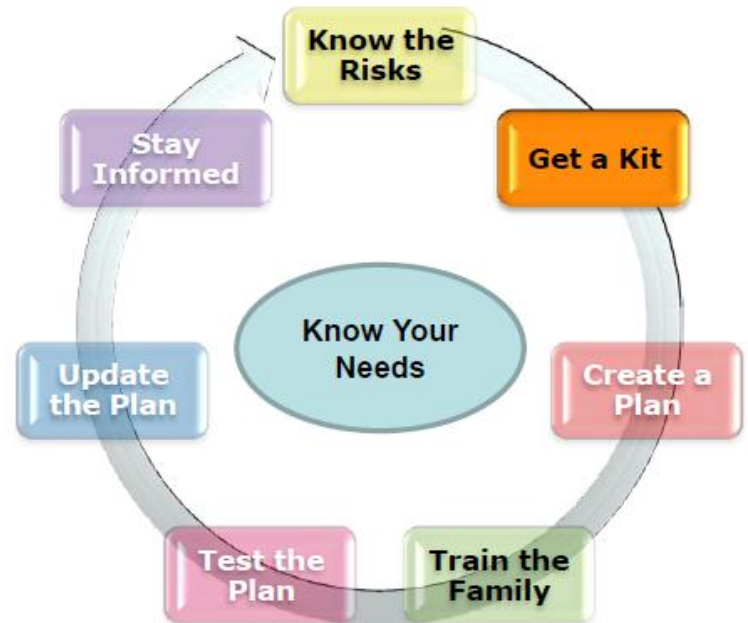 Know the
Risks
Get a Kit
Create a
Plan
Train the
Family
Test the
Plan
Update
the Plan
Stay
Informed
Know Your
Needs